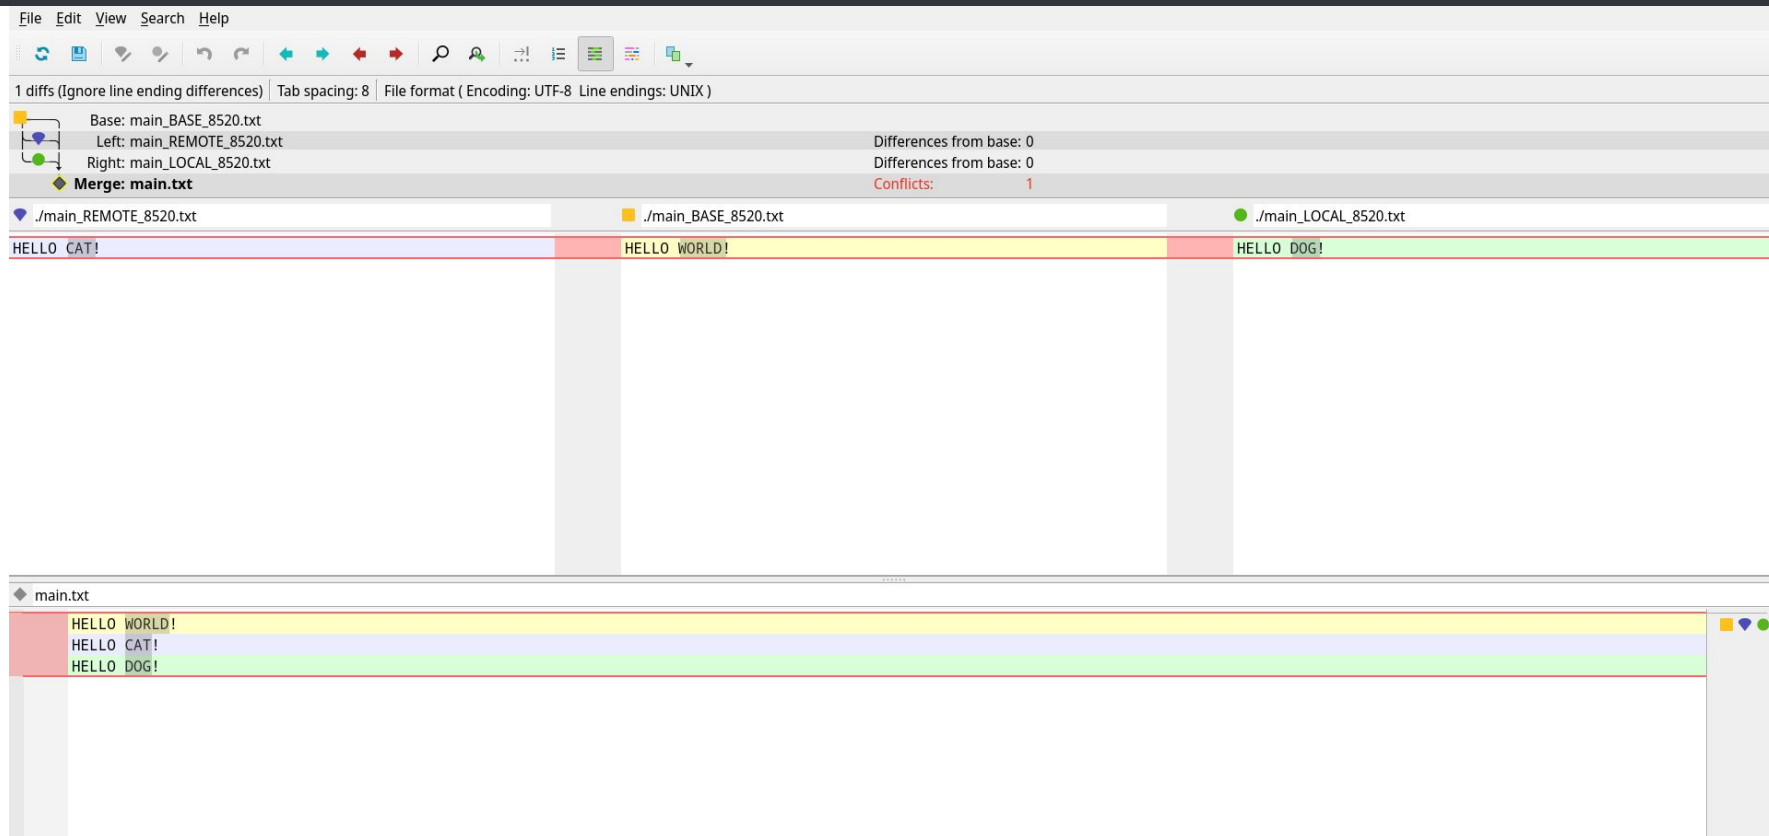 File Edit View Search Help
1 diffs (Ignore line ending differences) Tab spacing: 8 File format ( Encoding: UTF-8 Line endings: UNIX )
Base: main_BASE_8520.txt
Left: main_REMOTE_8520.txt Differences from base: 0
Right: main_LOCAL_8520.txt Differences from base: 0
Merge: main.txt Conflicts: 1
./main_REMOTE_8520.txt ./main_BASE_8520.txt ./main_LOCAL_8520.txt
HELLO CAT! HELLO WORLD! HELLO DOG!
main.txt
HELLO WORLD!
HELLO CAT!
HELLO DOG!